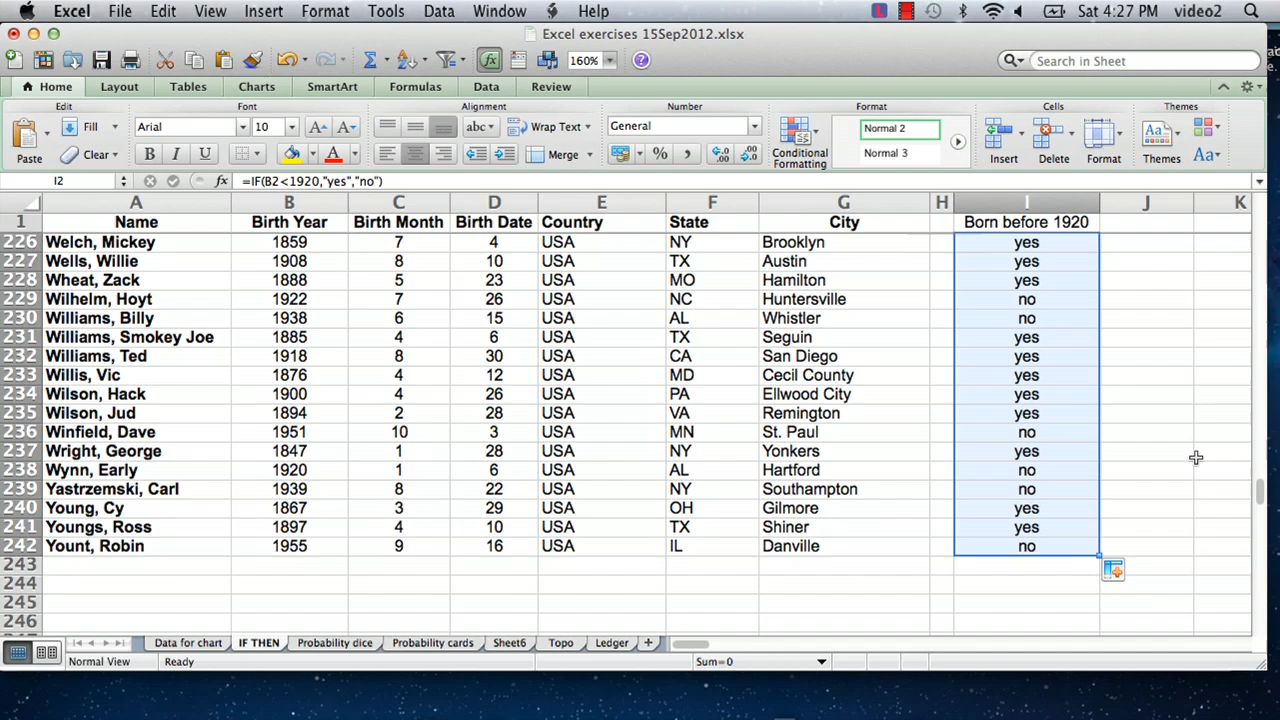 Excel File Edit View Insert Format Tools Data Window Help Sat 4:27 PM video2
Excel exercises 15Sep2012.xlsx
160% Search in Sheet
Home Layout Tables Charts SmartArt Formulas Data Review
Edit Font Alignment Number Format Cells Themes
Fill Arial 10 A A abc Wrap Text General Normal 2
Paste Clear B I U A Merge % , Conditional Formatting Normal 3 Insert Delete Format Themes Aa
I2 fx =IF(B2<1920,"yes","no")
A B C D E F G H I J K
1 Name Birth Year Birth Month Birth Date Country State City Born before 1920
226 Welch, Mickey 1859 7 4 USA NY Brooklyn yes
227 Wells, Willie 1908 8 10 USA TX Austin yes
228 Wheat, Zack 1888 5 23 USA MO Hamilton yes
229 Wilhelm, Hoyt 1922 7 26 USA NC Huntersville no
230 Williams, Billy 1938 6 15 USA AL Whistler no
231 Williams, Smokey Joe 1885 4 6 USA TX Seguin yes
232 Williams, Ted 1918 8 30 USA CA San Diego yes
233 Willis, Vic 1876 4 12 USA MD Cecil County yes
234 Wilson, Hack 1900 4 26 USA PA Ellwood City yes
235 Wilson, Jud 1894 2 28 USA VA Remington yes
236 Winfield, Dave 1951 10 3 USA MN St. Paul no
237 Wright, George 1847 1 28 USA NY Yonkers yes
238 Wynn, Early 1920 1 6 USA AL Hartford no
239 Yastrzemski, Carl 1939 8 22 USA NY Southampton no
240 Young, Cy 1867 3 29 USA OH Gilmore yes
241 Youngs, Ross 1897 4 10 USA TX Shiner yes
242 Yount, Robin 1955 9 16 USA IL Danville no
243
244
245
246
Data for chart IF THEN Probability dice Probability cards Sheet6 Topo Ledger +
Normal View Ready Sum=0